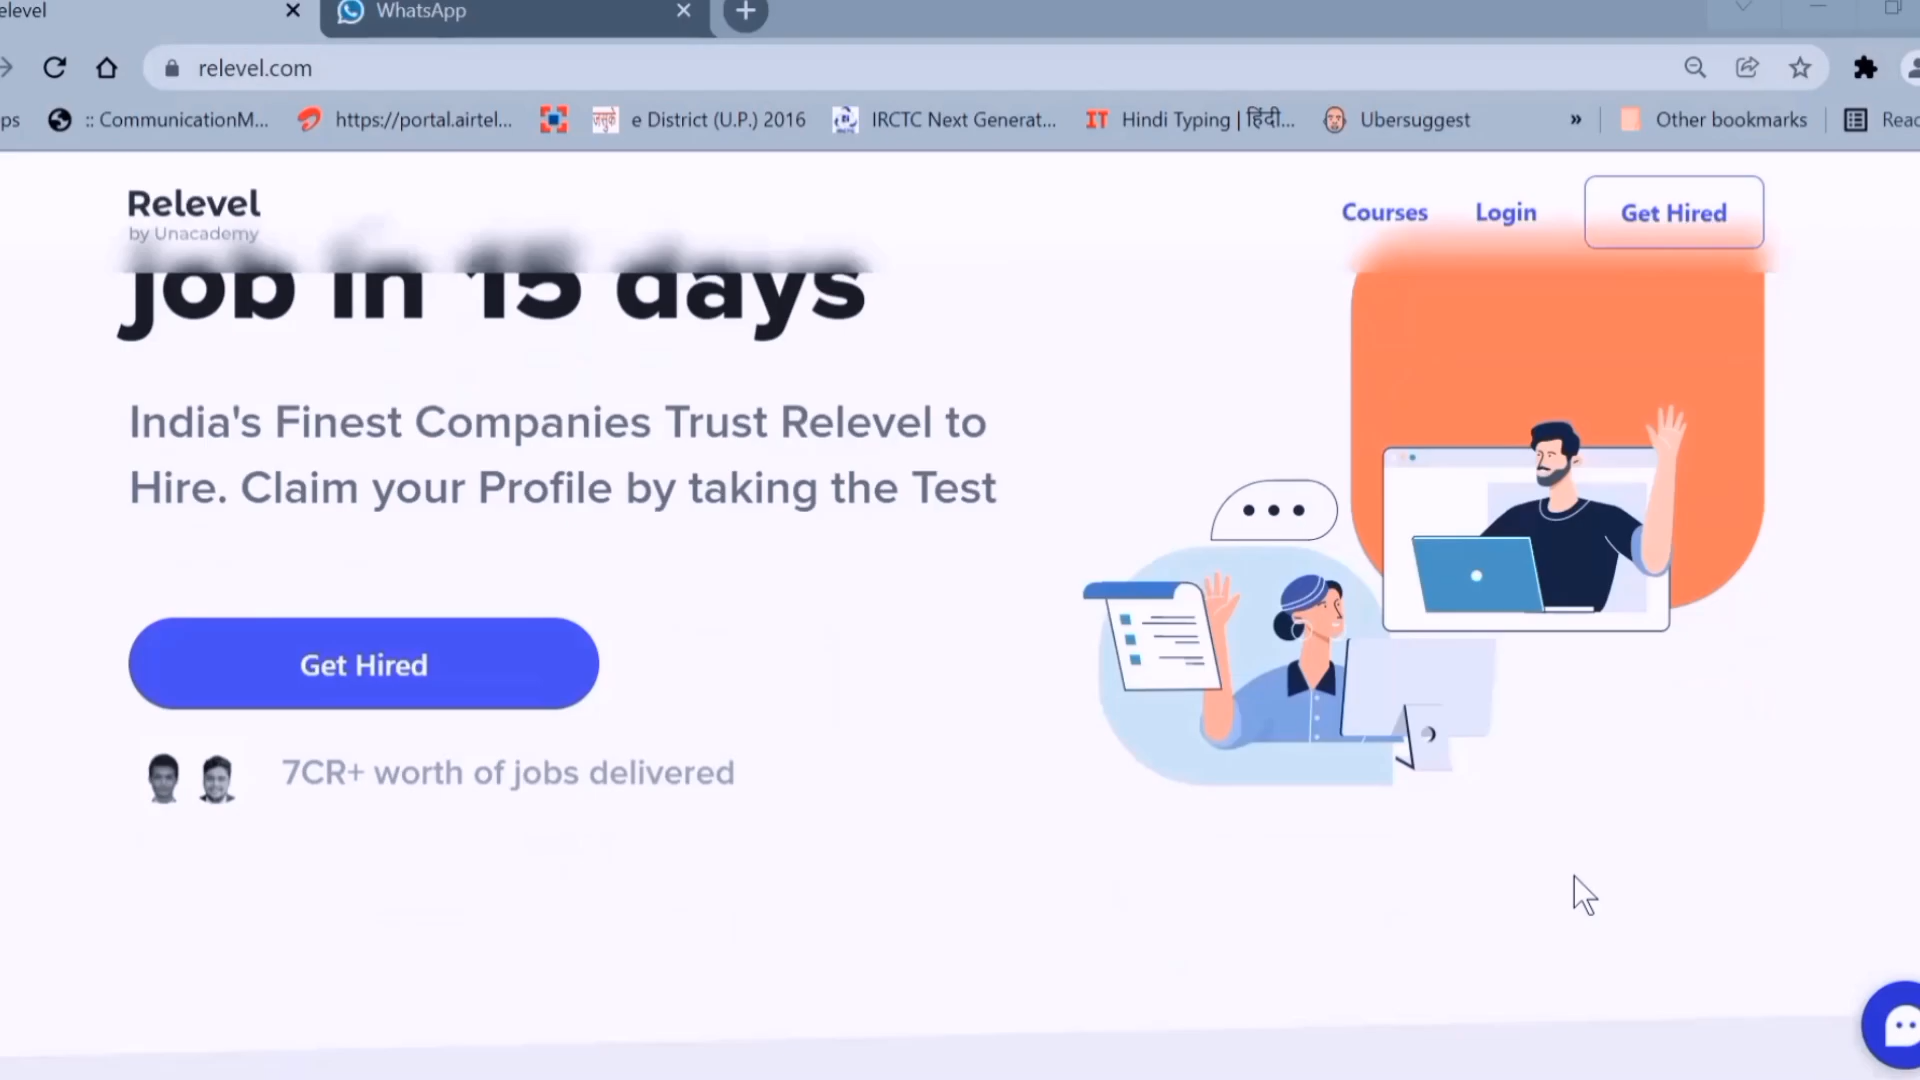 elevel
WhatsApp
relevel.com
ps
:: CommunicationM...
https://portal.airtel...
जसुके
e District (U.P.) 2016
IRCTC Next Generat...
IT
Hindi Typing | हिंदी...
Ubersuggest
»
Other bookmarks
Reac
Relevel
by Unacademy
Courses
Login
Get Hired
job in 15 days
India's Finest Companies Trust Relevel to
Hire. Claim your Profile by taking the Test
Get Hired
7CR+ worth of jobs delivered